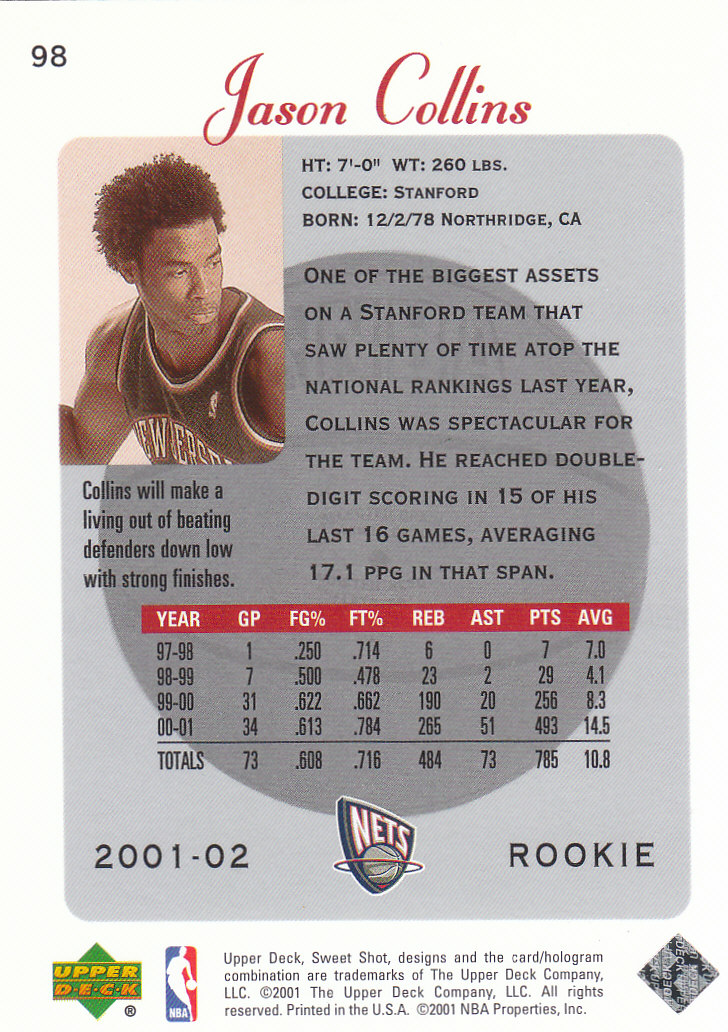 98
Jason Collins
HT: 7'-0" WT: 260 LBS.
COLLEGE: STANFORD
BORN: 12/2/78 NORTHRIDGE, CA
ONE OF THE BIGGEST ASSETS
ON A STANFORD TEAM THAT
SAW PLENTY OF TIME ATOP THE
NATIONAL RANKINGS LAST YEAR,
COLLINS WAS SPECTACULAR FOR
THE TEAM. HE REACHED DOUBLE-
DIGIT SCORING IN 15 OF HIS
LAST 16 GAMES, AVERAGING
17.1 PPG IN THAT SPAN.
EW JERS
Collins will make a
living out of beating
defenders down low
with strong finishes.
YEAR GP FG% FT% REB AST PTS AVG
97-98 1 .250 .714 6 0 7 7.0
98-99 7 .500 .478 23 2 29 4.1
99-00 31 .622 .662 190 20 256 8.3
00-01 34 .613 .784 265 51 493 14.5
TOTALS 73 .608 .716 484 73 785 10.8
2001-02
NETS
ROOKIE
UPPER
D·E·C·K
®
NBA
Upper Deck, Sweet Shot, designs and the card/hologram
combination are trademarks of The Upper Deck Company,
LLC. ©2001 The Upper Deck Company, LLC. All rights
reserved. Printed in the U.S.A. ©2001 NBA Properties, Inc.